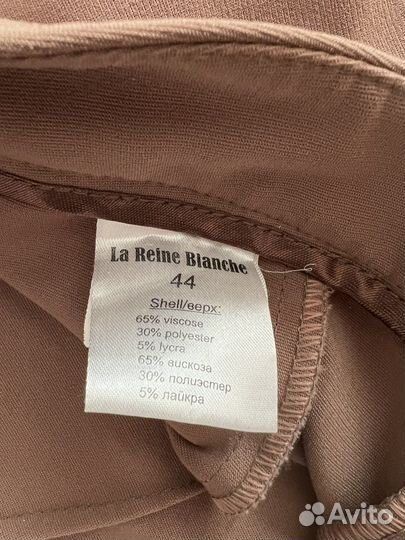 La Reine Blanche
44
Shell/верх:
65% viscose
30% polyester
5% lycra
65% вискоза
30% полиэстер
5% лайкра
Avito